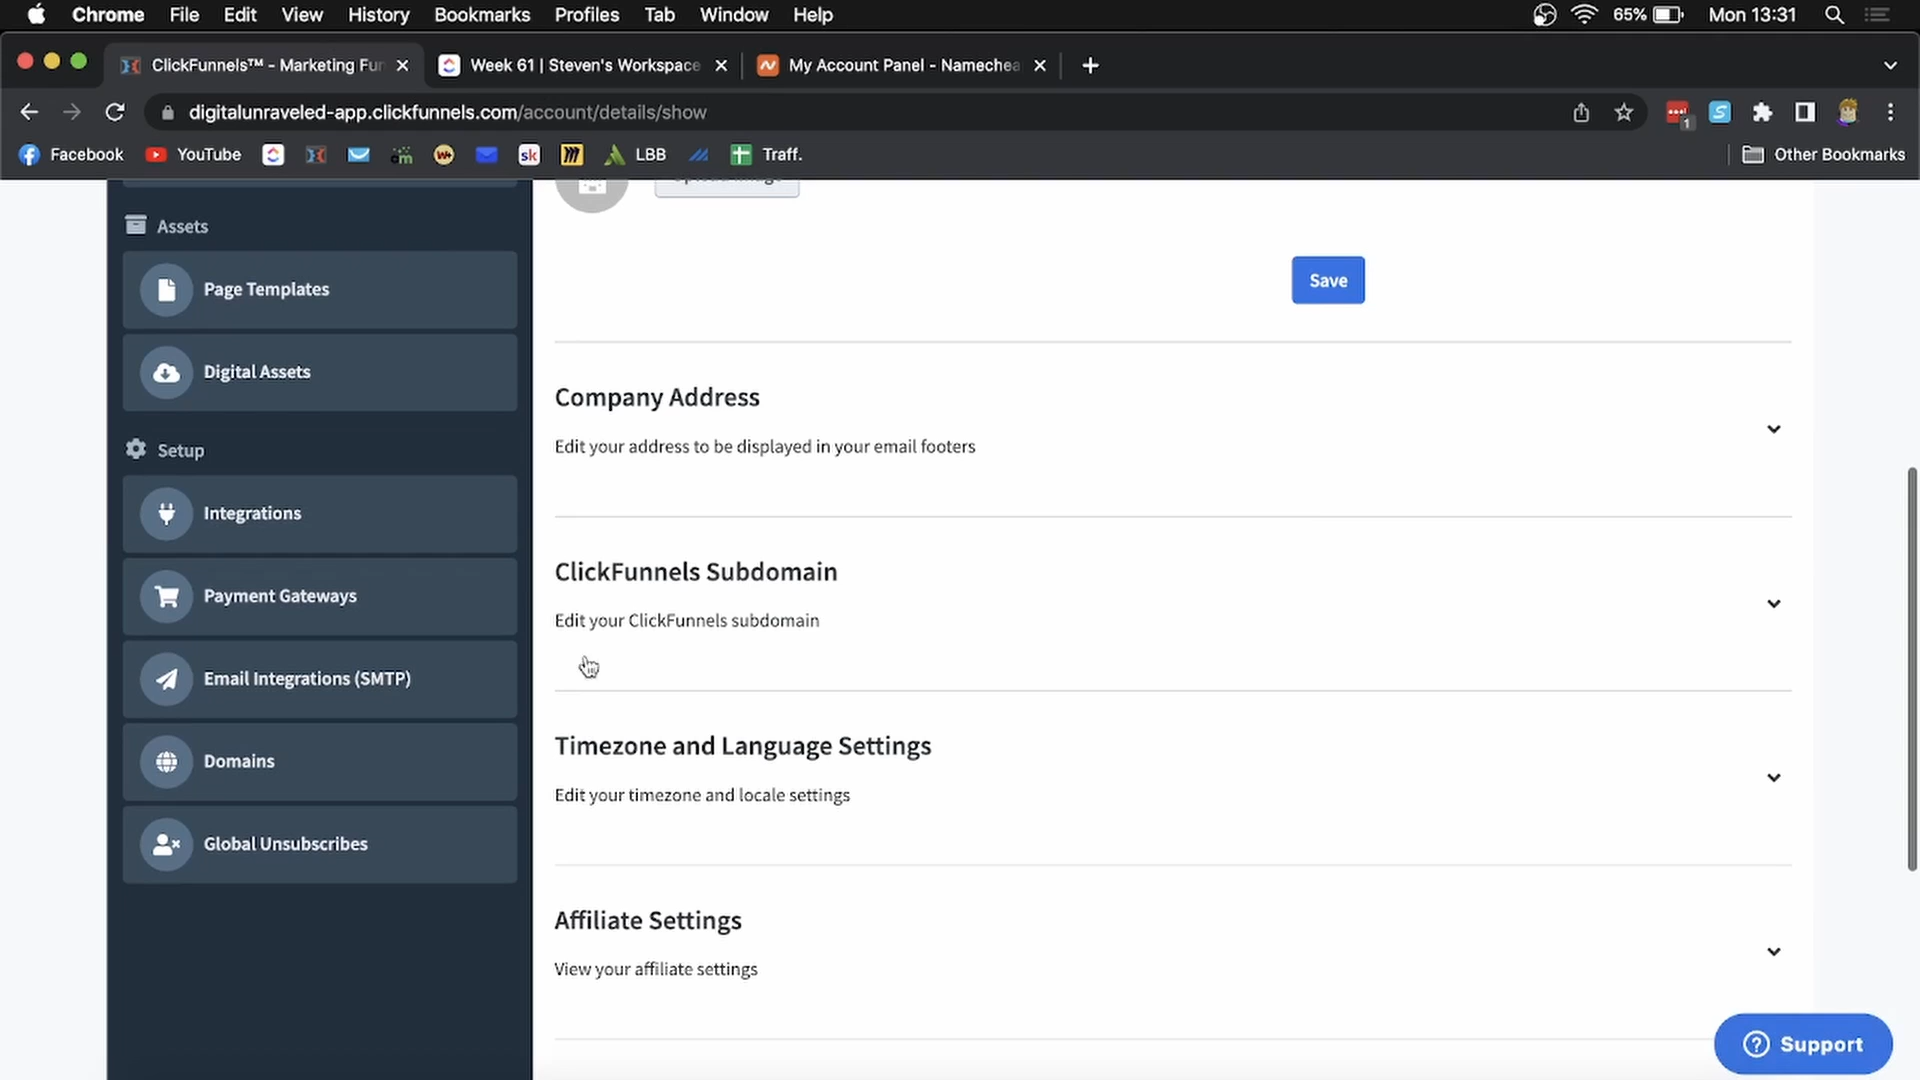 Chrome File Edit View History Bookmarks Profiles Tab Window Help 65% Mon 13:31
ClickFunnels™ - Marketing Fun Week 61 | Steven's Workspace My Account Panel - Namechea
digitalunraveled-app.clickfunnels.com/account/details/show 1
Facebook YouTube sk LBB Traff. Other Bookmarks
Assets
Page Templates
Save
Digital Assets
Company Address
Edit your address to be displayed in your email footers
Setup
Integrations
ClickFunnels Subdomain
Edit your ClickFunnels subdomain
Payment Gateways
Email Integrations (SMTP)
Timezone and Language Settings
Edit your timezone and locale settings
Domains
Global Unsubscribes
Affiliate Settings
View your affiliate settings
Support